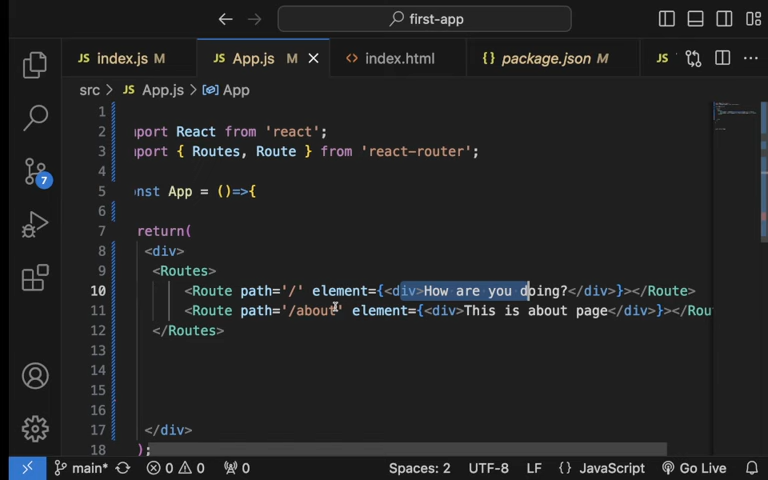 first-app
JS index.js M
JS App.js M
<> index.html
{} package.json M
JS
src > JS App.js > App
1
2 nport React from 'react';
3 nport { Routes, Route } from 'react-router';
4
5 nst App = ()=>{
6
7 return(
8 <div>
9 <Routes>
10 <Route path='/' element={<div>How are you doing?</div>}></Route>
11 <Route path='/about' element={<div>This is about page</div>}></Rou
12 </Routes>
13
14
15
16
17 </div>
18 );
7
main* 0 0 0 Spaces: 2 UTF-8 LF {} JavaScript Go Live